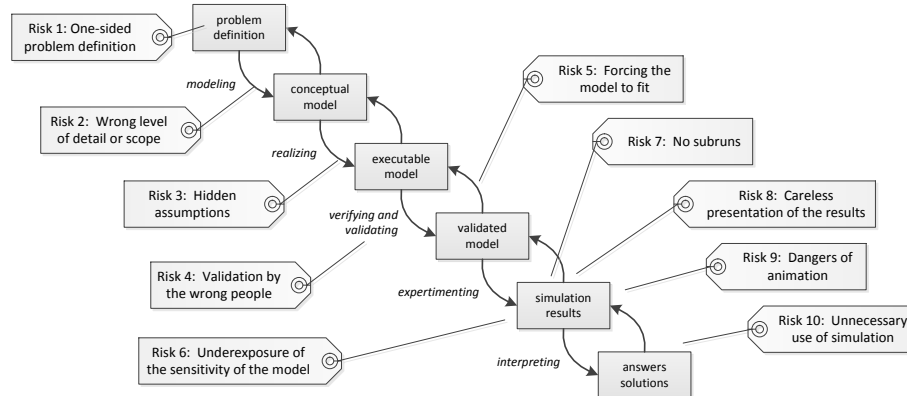 problem
definition
Risk 1: One-sided
problem definition
modeling
conceptual
model
Risk 2: Wrong level
of detail or scope
realizing
executable
model
Risk 3: Hidden
assumptions
verifying and
validating
validated
model
Risk 4: Validation by
the wrong people
expertimenting
simulation
results
Risk 5: Forcing the
model to fit
Risk 6: Underexposure of
the sensitivity of the model
interpreting
answers
solutions
Risk 7: No subruns
Risk 8: Careless
presentation of the results
Risk 9: Dangers of
animation
Risk 10: Unnecessary
use of simulation